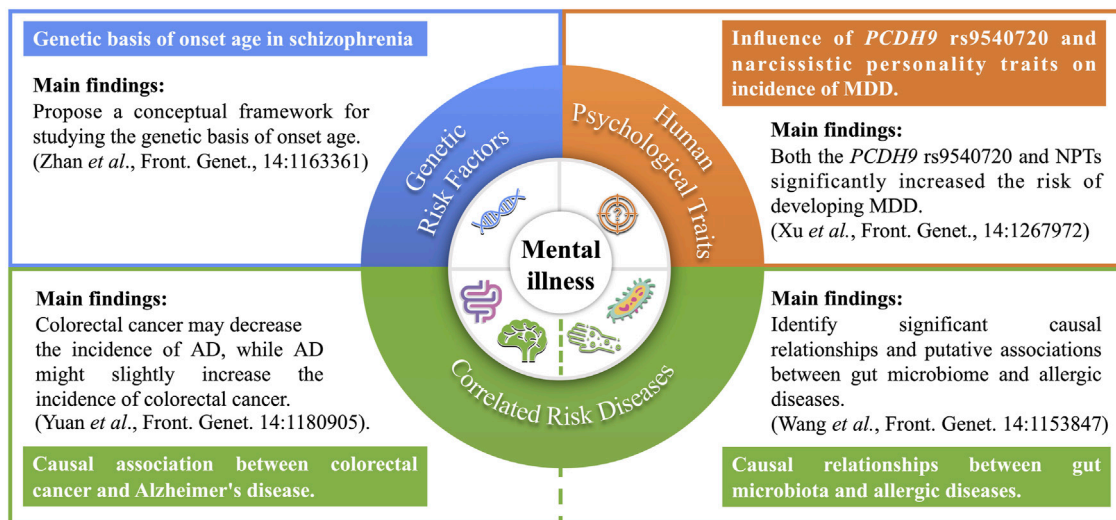 Genetic basis of onset age in schizophrenia
Main findings:
Propose a conceptual framework for
studying the genetic basis of onset age.
(Zhan et al., Front. Genet., 14:1163361)
Influence of PCDH9 rs9540720 and
narcissistic personality traits on
incidence of MDD.
Main findings:
Both the PCDH9 rs9540720 and NPTs
significantly increased the risk of
developing MDD.
(Xu et al., Front. Genet., 14:1267972)
Genetic
Risk Factors
Human
Psychological Traits
?
Mental
illness
Correlated Risk Diseases
Main findings:
Colorectal cancer may decrease
the incidence of AD, while AD
might slightly increase the
incidence of colorectal cancer.
(Yuan et al., Front. Genet. 14:1180905).
Causal association between colorectal
cancer and Alzheimer's disease.
Main findings:
Identify significant causal
relationships and putative associations
between gut microbiome and allergic
diseases.
(Wang et al., Front. Genet. 14:1153847)
Causal relationships between gut
microbiota and allergic diseases.